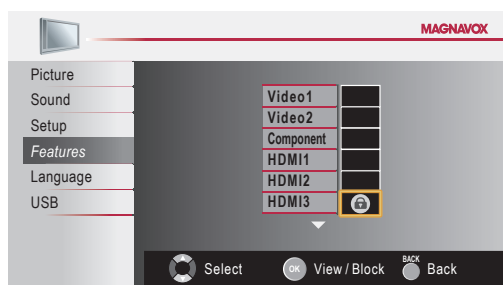 MAGNAVOX
Picture
Sound
Setup
Features
Language
USB
Video1
Video2
Component
HDMI1
HDMI2
HDMI3
Select
OK
View / Block
BACK
Back